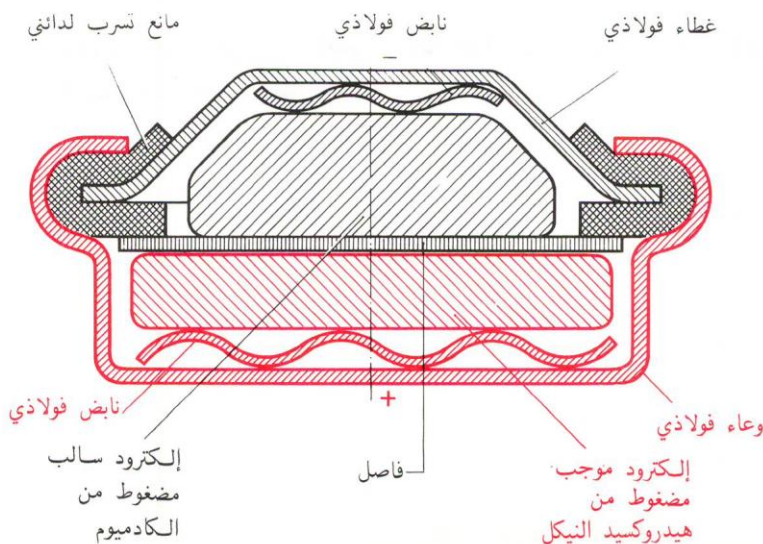 غطاء فولاذي
نابض فولاذي
مانع تسرب لدائني
−
+
وعاء فولاذي
نابض فولاذي
إلكترود موجب
مضغوط من
هيدروكسيد النيكل
فاصل
إلكترود سالب
مضغوط من
الكادميوم